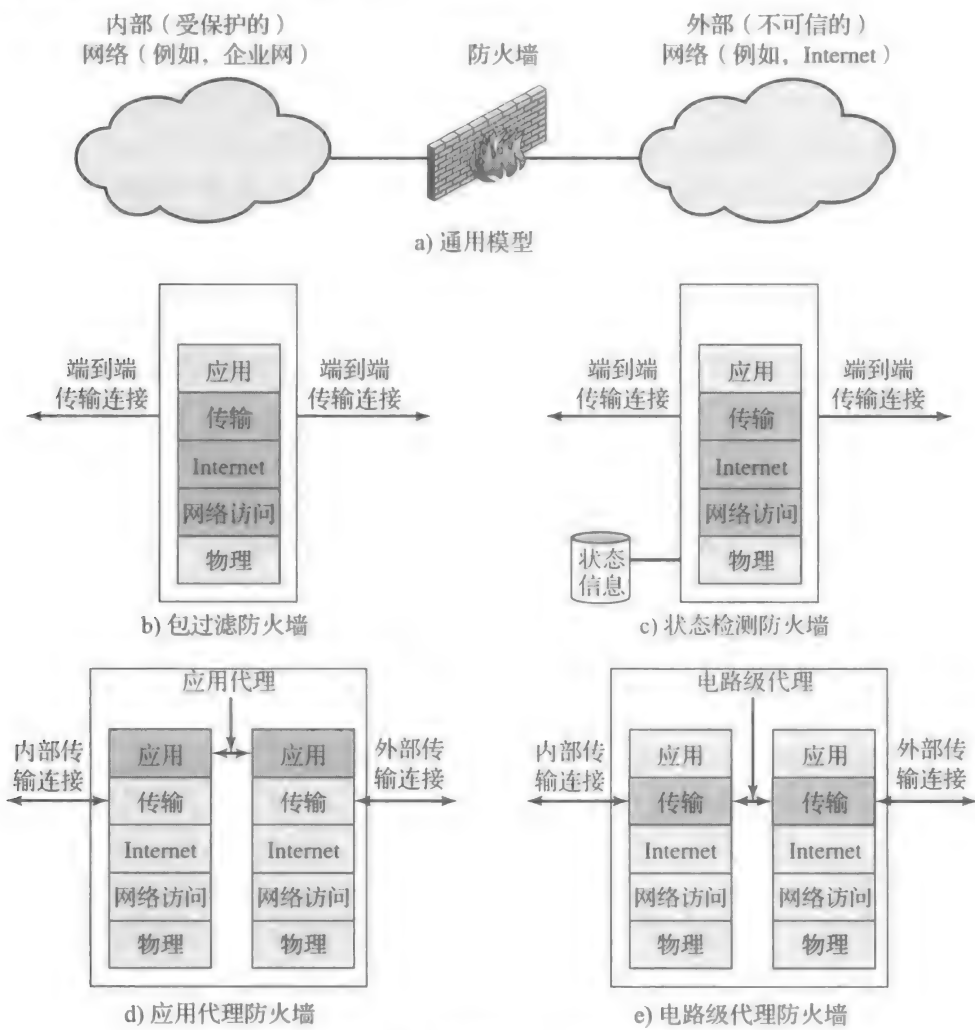 内部（受保护的）
网络（例如，企业网）
防火墙
外部（不可信的）
网络（例如，Internet）
a) 通用模型
端到端
传输连接
应用
传输
Internet
网络访问
物理
端到端
传输连接
b) 包过滤防火墙
端到端
传输连接
状态
信息
应用
传输
Internet
网络访问
物理
端到端
传输连接
c) 状态检测防火墙
应用代理
内部传
输连接
应用
传输
Internet
网络访问
物理
应用
传输
Internet
网络访问
物理
外部传
输连接
d) 应用代理防火墙
电路级代理
内部传
输连接
应用
传输
Internet
网络访问
物理
应用
传输
Internet
网络访问
物理
外部传
输连接
e) 电路级代理防火墙